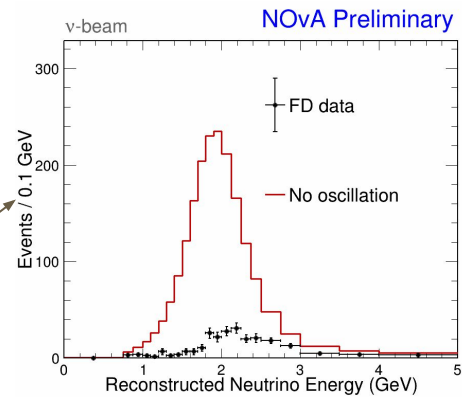 ν-beam
NOvA Preliminary
Events / 0.1 GeV
300
200
100
0
FD data
No oscillation
0
1
2
3
4
5
Reconstructed Neutrino Energy (GeV)